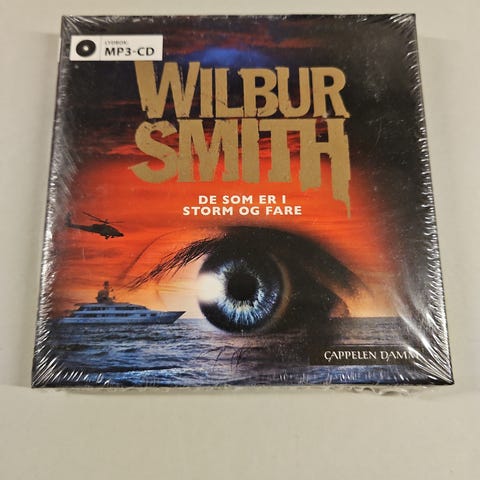 LYDBOK:
MP3-CD
WILBUR
SMITH
DE SOM ER I
STORM OG FARE
CAPPELEN DAMM